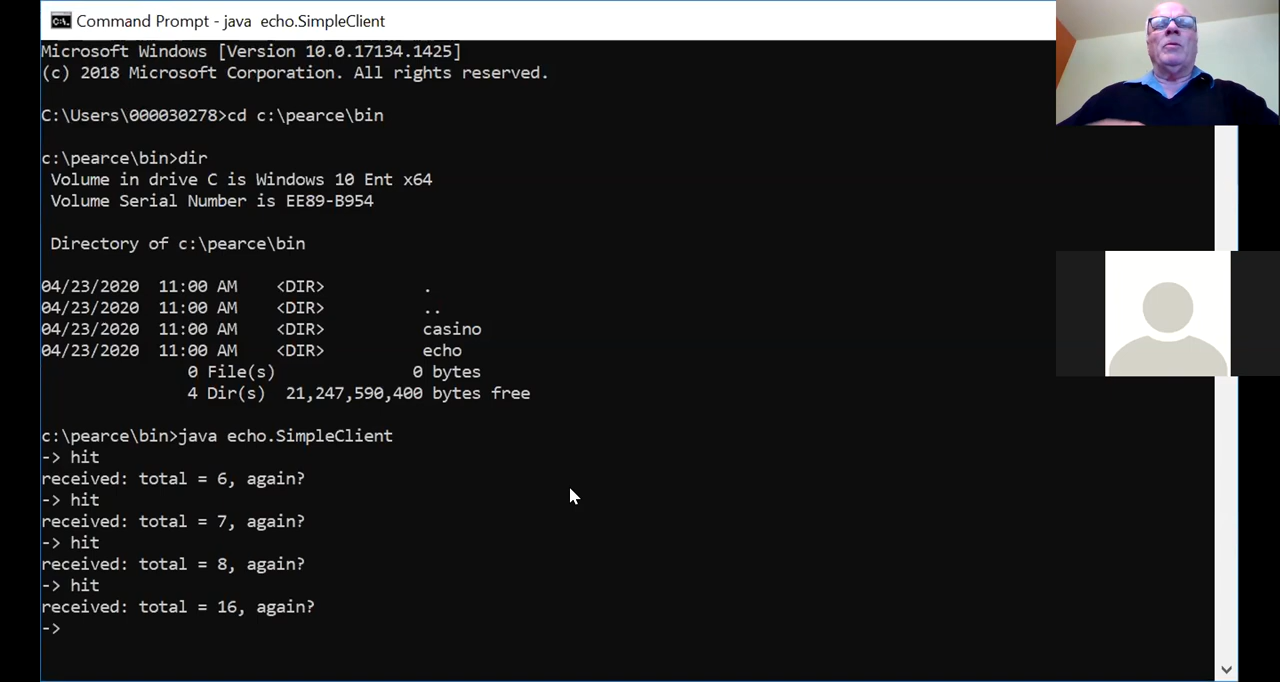 Command Prompt - java  echo.SimpleClient
Microsoft Windows [Version 10.0.17134.1425]
(c) 2018 Microsoft Corporation. All rights reserved.
C:\Users\000030278>cd c:\pearce\bin
c:\pearce\bin>dir
 Volume in drive C is Windows 10 Ent x64
 Volume Serial Number is EE89-B954
 Directory of c:\pearce\bin
04/23/2020  11:00 AM    <DIR>          .
04/23/2020  11:00 AM    <DIR>          ..
04/23/2020  11:00 AM    <DIR>          casino
04/23/2020  11:00 AM    <DIR>          echo
               0 File(s)              0 bytes
               4 Dir(s)  21,247,590,400 bytes free
c:\pearce\bin>java echo.SimpleClient
-> hit
received: total = 6, again?
-> hit
received: total = 7, again?
-> hit
received: total = 8, again?
-> hit
received: total = 16, again?
->